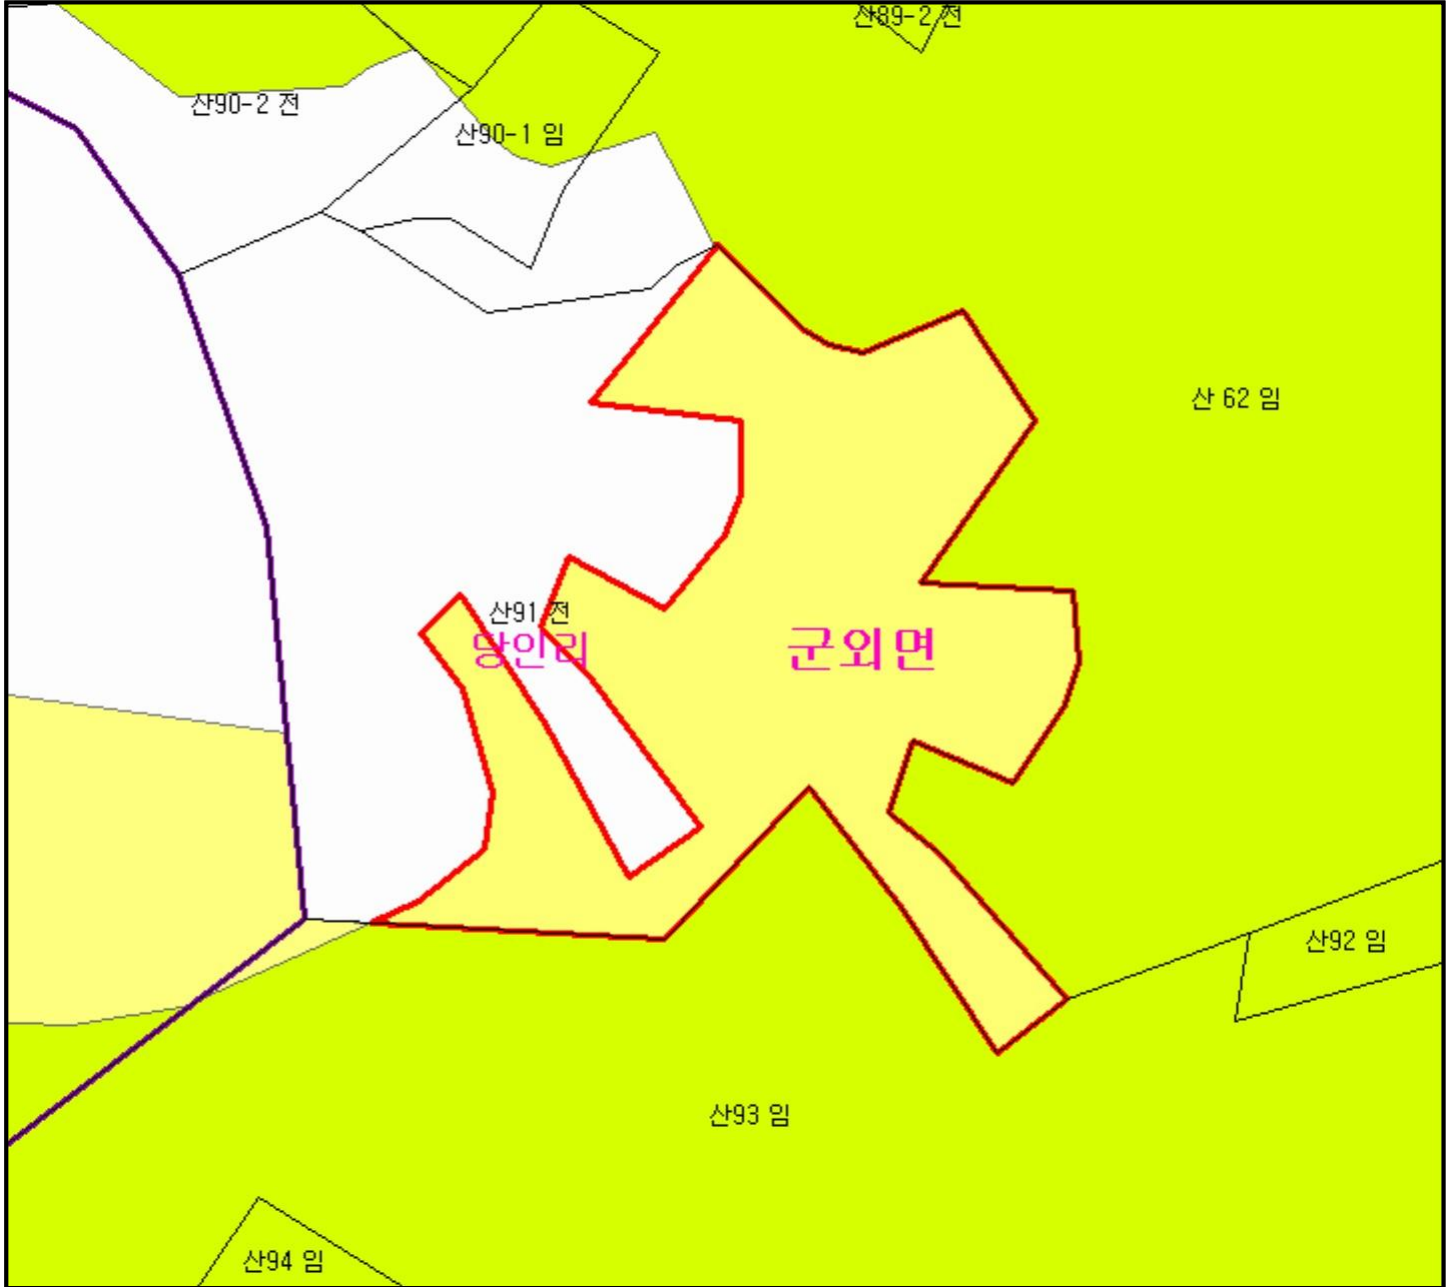 산89-2 전
산90-2 전
산90-1 임
산 62 임
산91 전
당인리
군외면
산92 임
산93 임
산94 임